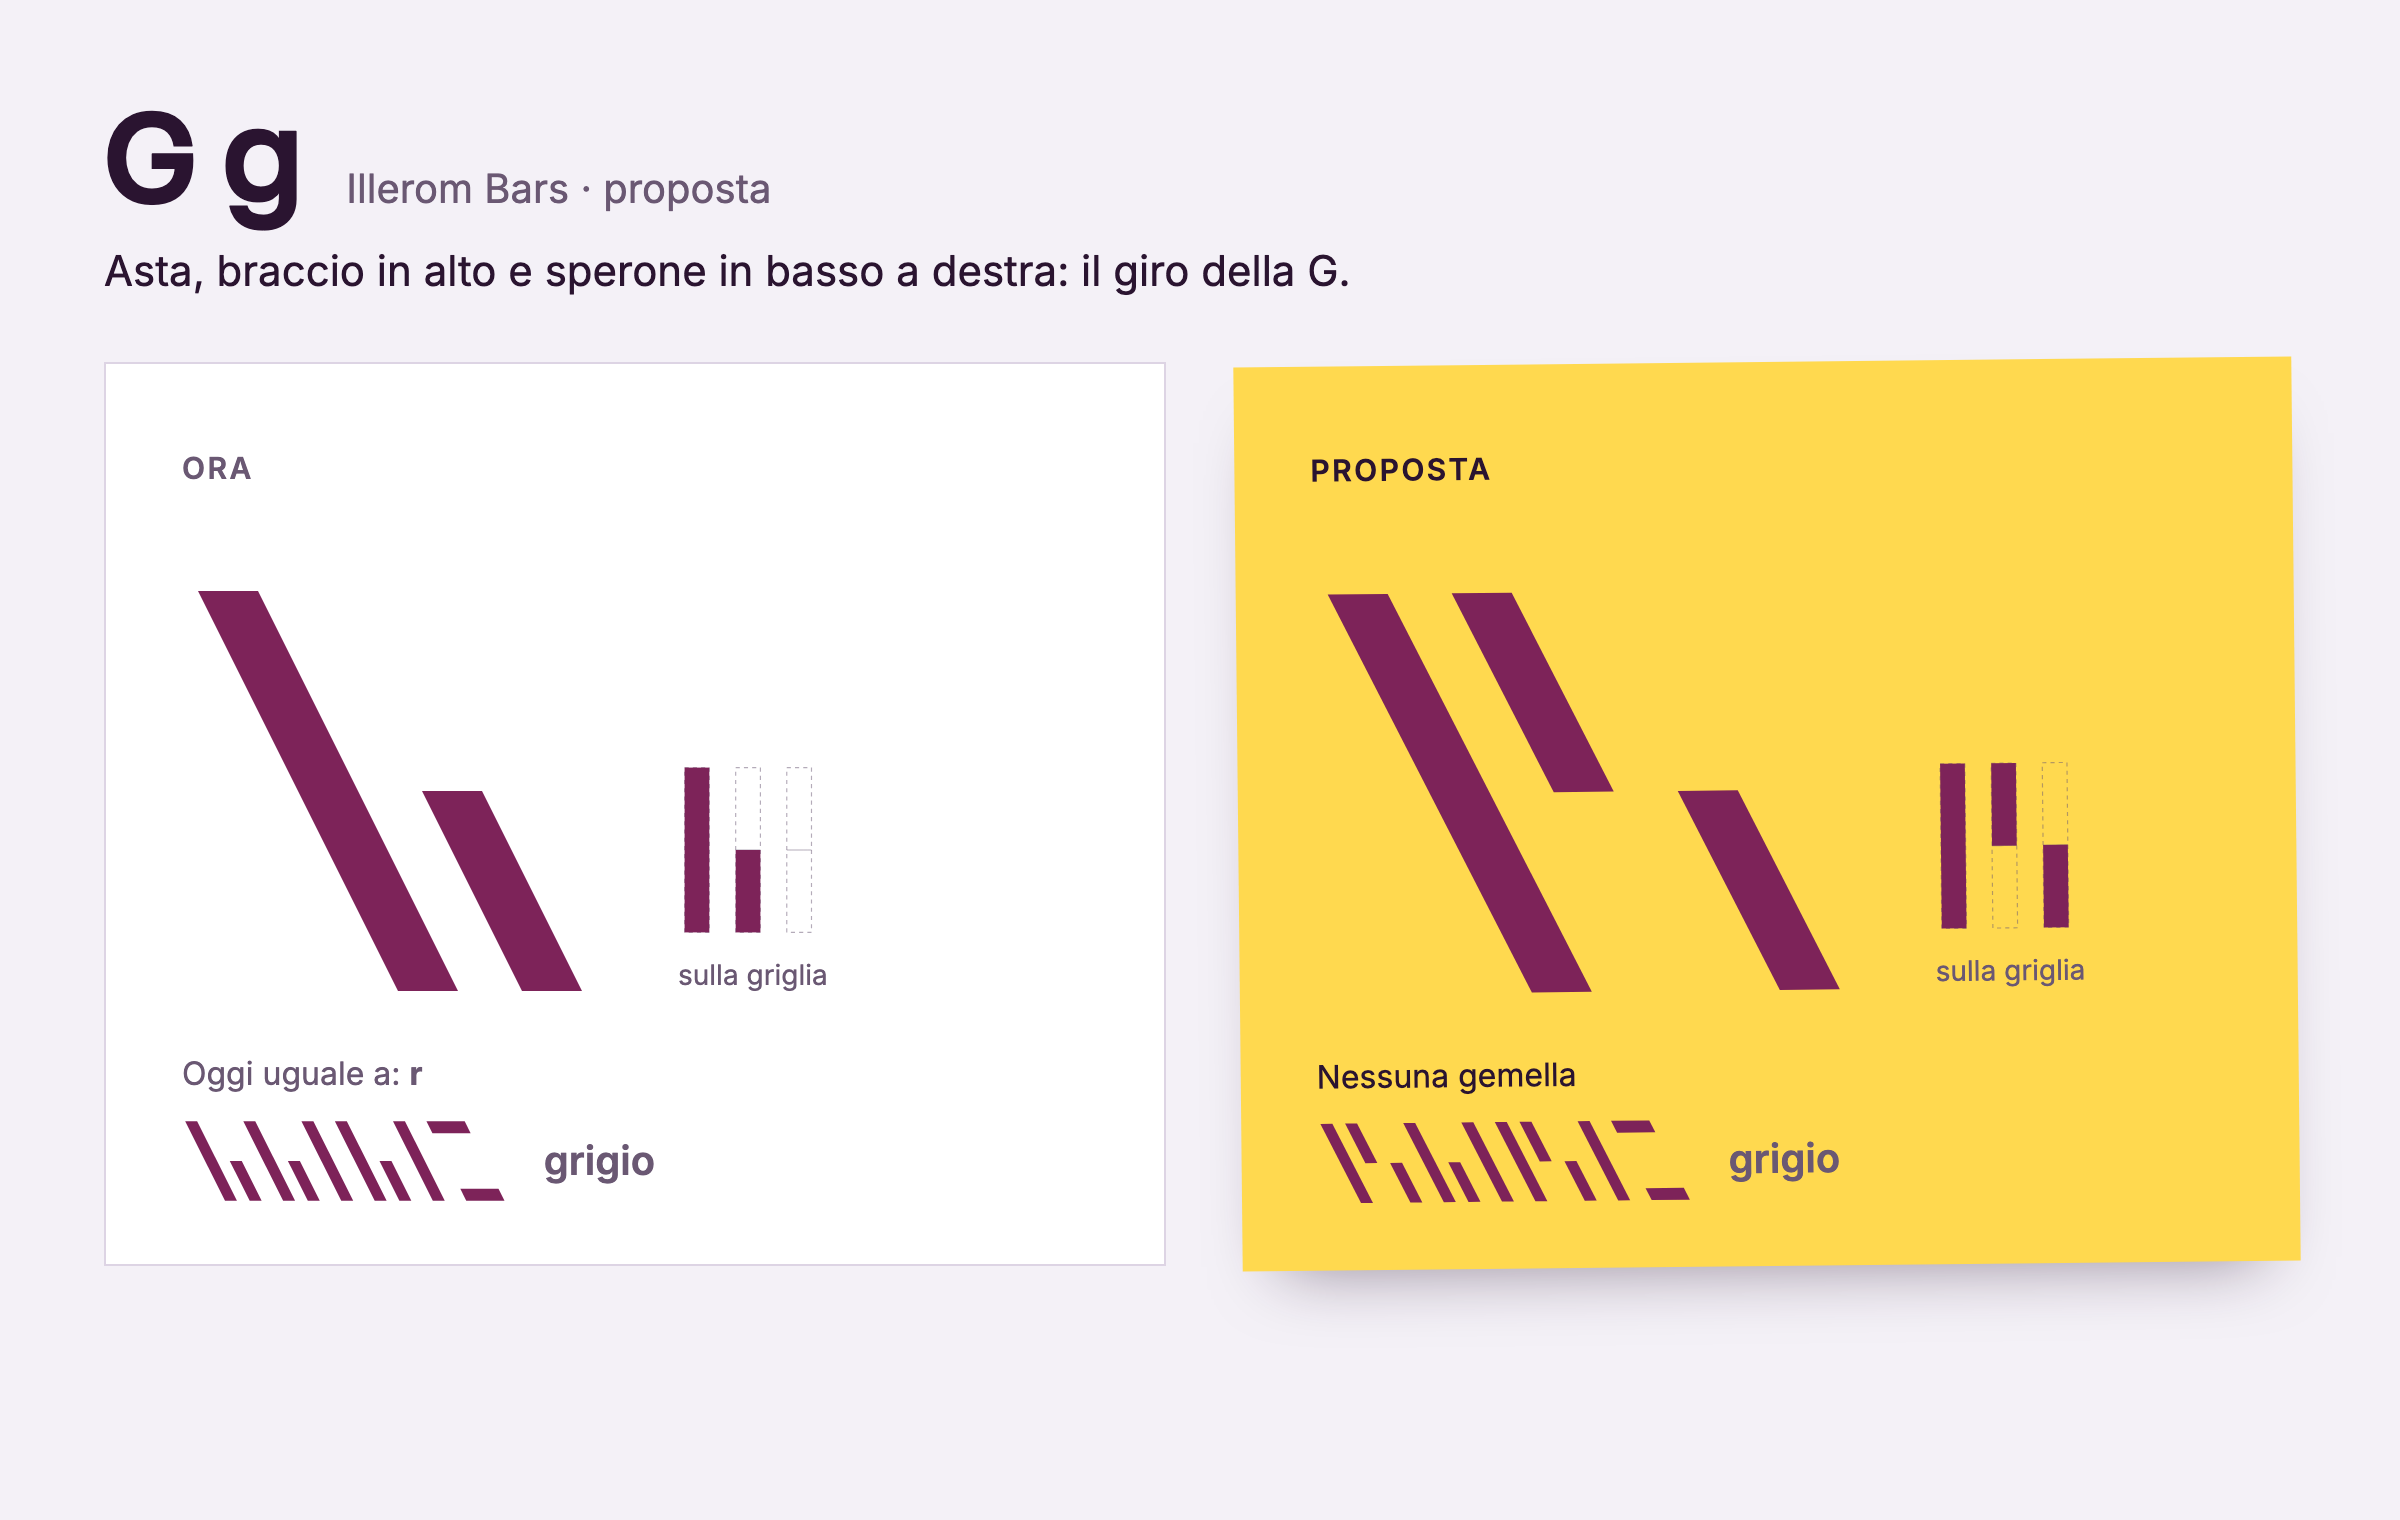 G g Illerom Bars · proposta
Asta, braccio in alto e sperone in basso a destra: il giro della G.
ORA
sulla griglia
Oggi uguale a: r
grigio
PROPOSTA
sulla griglia
Nessuna gemella
grigio